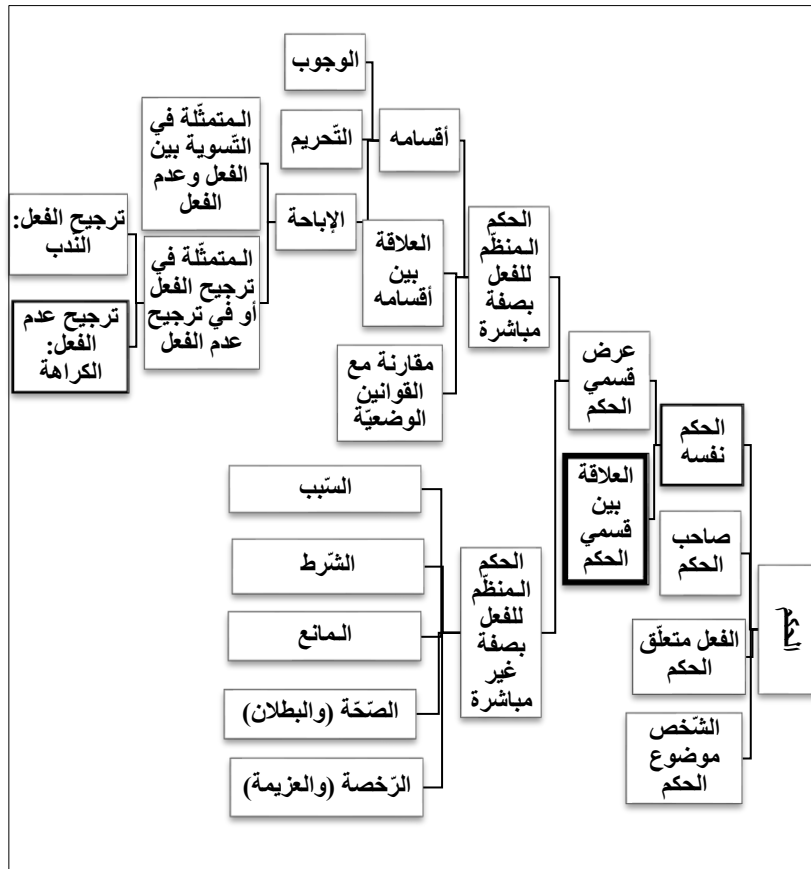 الحكم
الحكم
نفسه
صاحب
الحكم
الفعل متعلّق
الحكم
الشّخص
موضوع
الحكم
عرض
قسمي
الحكم
العلاقة
بين
قسمي
الحكم
الحكم
المنظّم
للفعل
بصفة
مباشرة
أقسامه
العلاقة
بين
أقسامه
مقارنة مع
القوانين
الوضعيّة
الوجوب
التّحريم
الإباحة
المتمثّلة في
التّسوية بين
الفعل وعدم
الفعل
المتمثّلة في
ترجيح الفعل
أو في ترجيح
عدم الفعل
ترجيح الفعل:
النّدب
ترجيح عدم
الفعل:
الكراهة
الحكم
المنظّم
للفعل
بصفة
غير
مباشرة
السّبب
الشّرط
المانع
الصّحّة (والبطلان)
الرّخصة (والعزيمة)